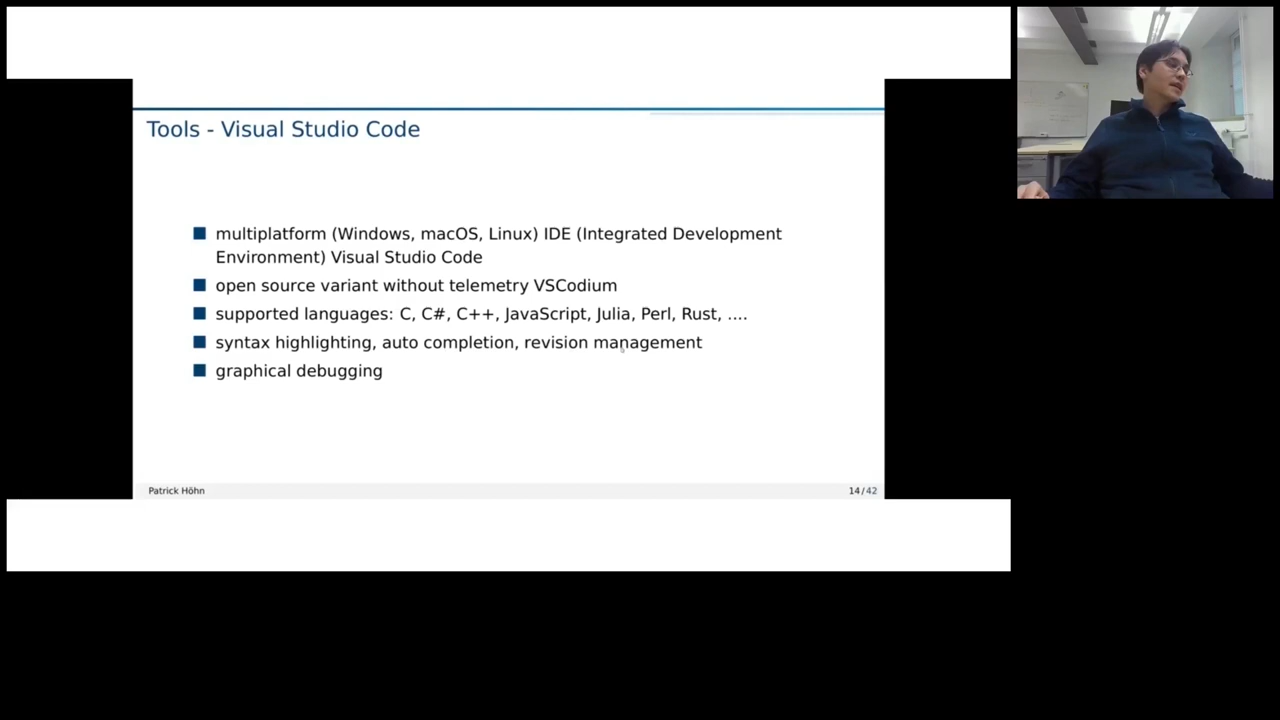 Tools - Visual Studio Code
multiplatform (Windows, macOS, Linux) IDE (Integrated Development
Environment) Visual Studio Code
open source variant without telemetry VSCodium
supported languages: C, C#, C++, JavaScript, Julia, Perl, Rust, ....
syntax highlighting, auto completion, revision management
graphical debugging
Patrick Höhn
14/42